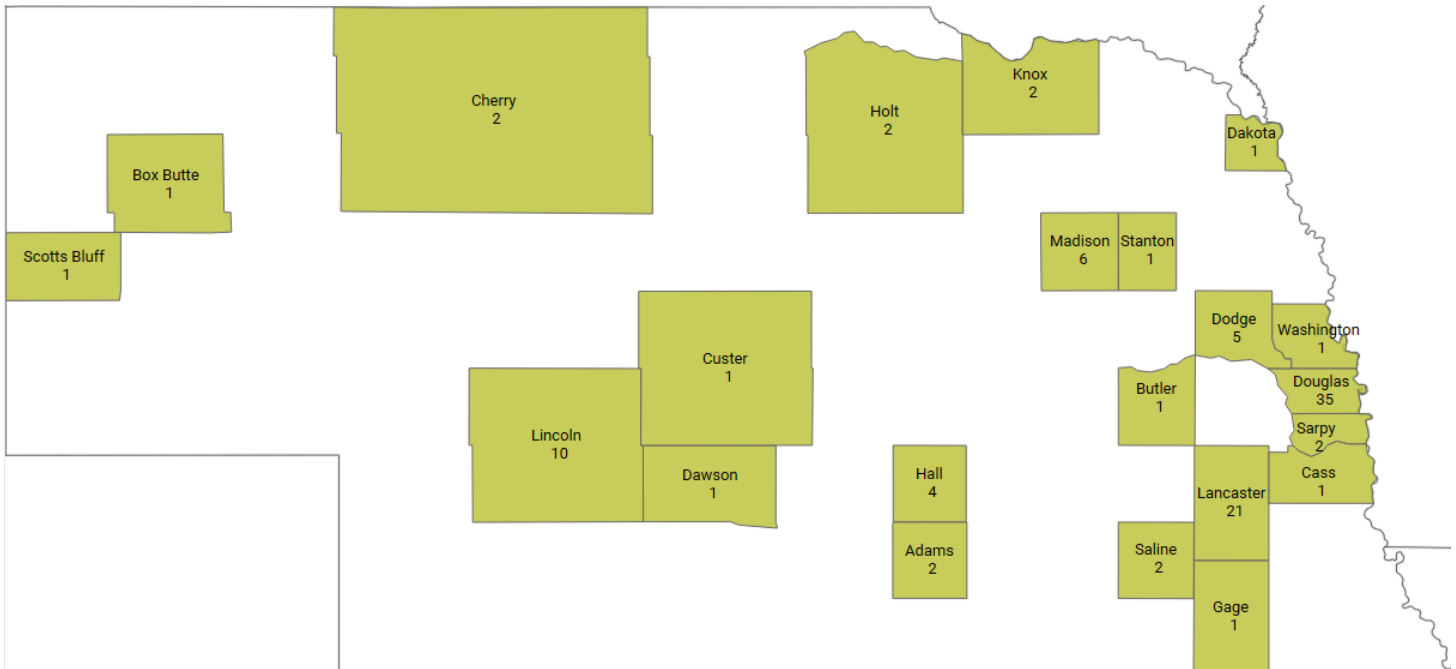 Cherry
2
Knox
2
Holt
2
Dakota
1
Box Butte
1
Scotts Bluff
1
Madison
6
Stanton
1
Dodge
5
Washington
1
Custer
1
Douglas
35
Butler
1
Sarpy
2
Lincoln
10
Dawson
1
Hall
4
Cass
1
Lancaster
21
Adams
2
Saline
2
Gage
1